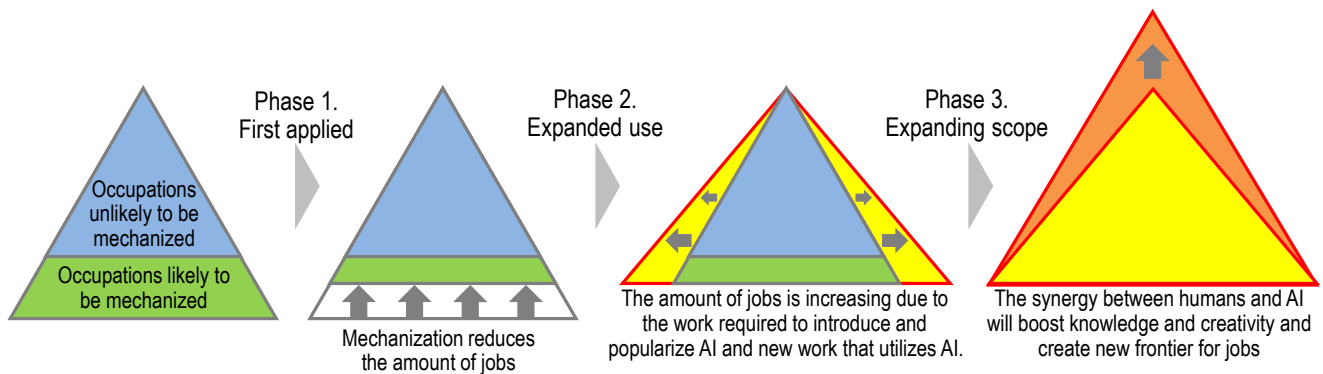 Occupations
unlikely to be
mechanized
Occupations likely to
be mechanized
Phase 1.
First applied
Mechanization reduces
the amount of jobs
Phase 2.
Expanded use
The amount of jobs is increasing due to
the work required to introduce and
popularize AI and new work that utilizes AI.
Phase 3.
Expanding scope
The synergy between humans and AI
will boost knowledge and creativity and
create new frontier for jobs